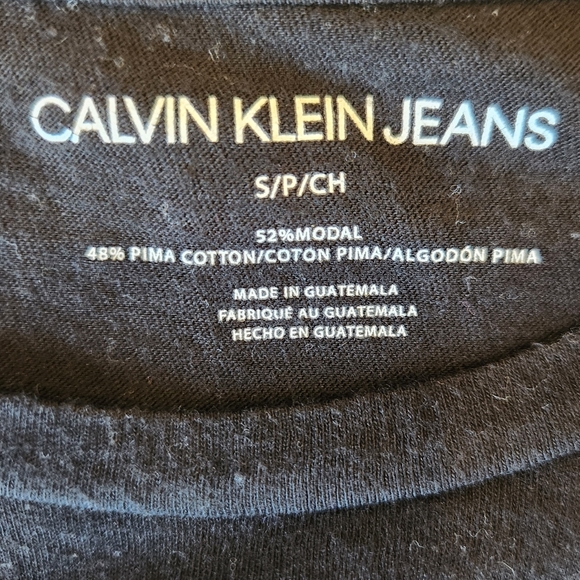 CALVIN KLEIN JEANS
S/P/CH
52%MODAL
48% PIMA COTTON/COTON PIMA/ALGODÓN PIMA
MADE IN GUATEMALA
FABRIQUÉ AU GUATEMALA
HECHO EN GUATEMALA